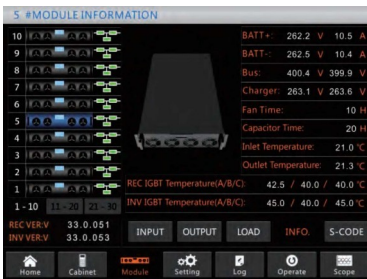 5 #MODULE INFORMATION
10
9
8
7
6
5
4
3
2
1
1 - 10 11 - 20 21 - 30
BATT+: 262.2 V 10.5 A
BATT-: 262.5 V 10.4 A
Bus: 400.4 V 399.9 V
Charger: 263.1 V 263.6 V
Fan Time: 10 H
Capacitor Time: 20 H
Inlet Temperature: 21.0 ℃
Outlet Temperature: 21.3 ℃
REC IGBT Temperature(A/B/C): 42.5 / 40.0 / 40.0 ℃
INV IGBT Temperature(A/B/C): 45.0 / 40.0 / 45.0 ℃
REC VER:V 33.0.051
INV VER:V 33.0.053
INPUT OUTPUT LOAD INFO. S-CODE
Home Cabinet Module Setting Log Operate Scope